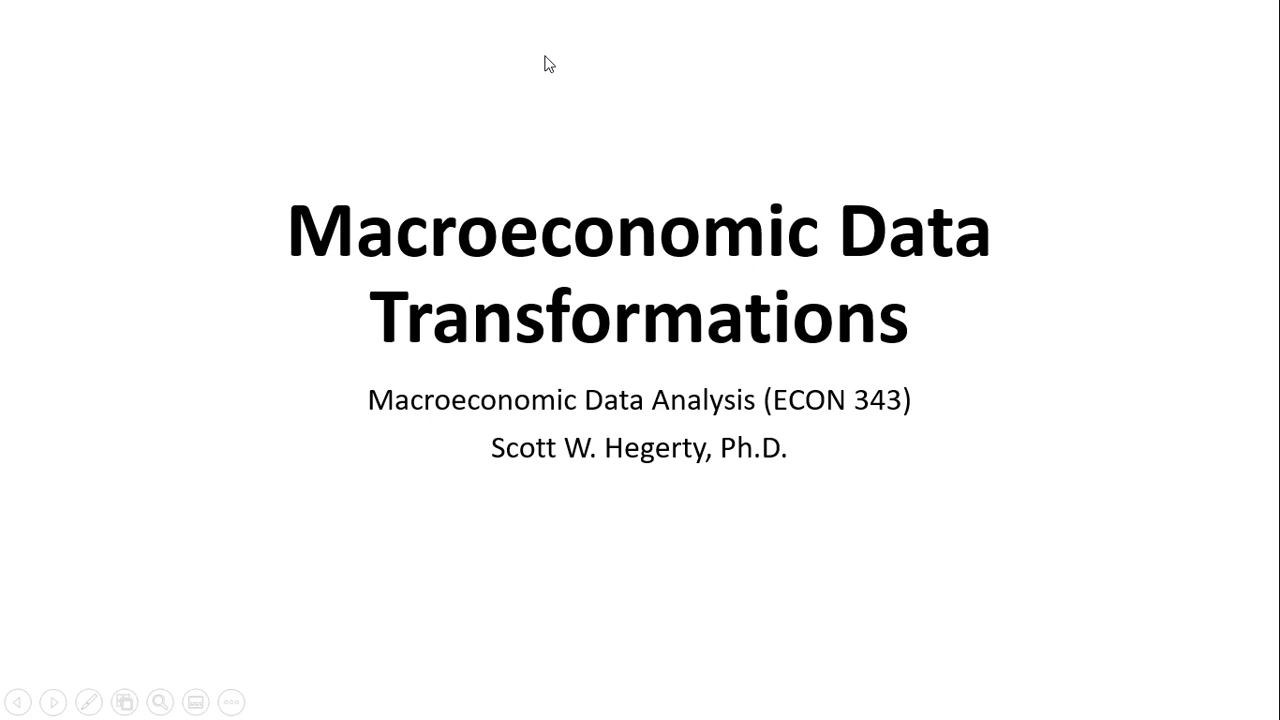 Macroeconomic Data
Transformations
Macroeconomic Data Analysis (ECON 343)
Scott W. Hegerty, Ph.D.